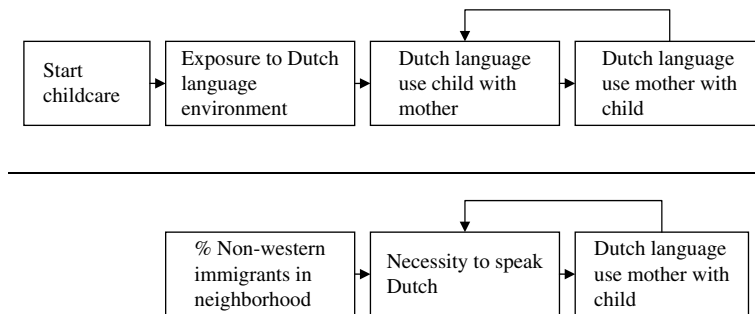 Start
childcare
Exposure to Dutch
language
environment
Dutch language
use child with
mother
Dutch language
use mother with
child
% Non-western
immigrants in
neighborhood
Necessity to speak
Dutch
Dutch language
use mother with
child